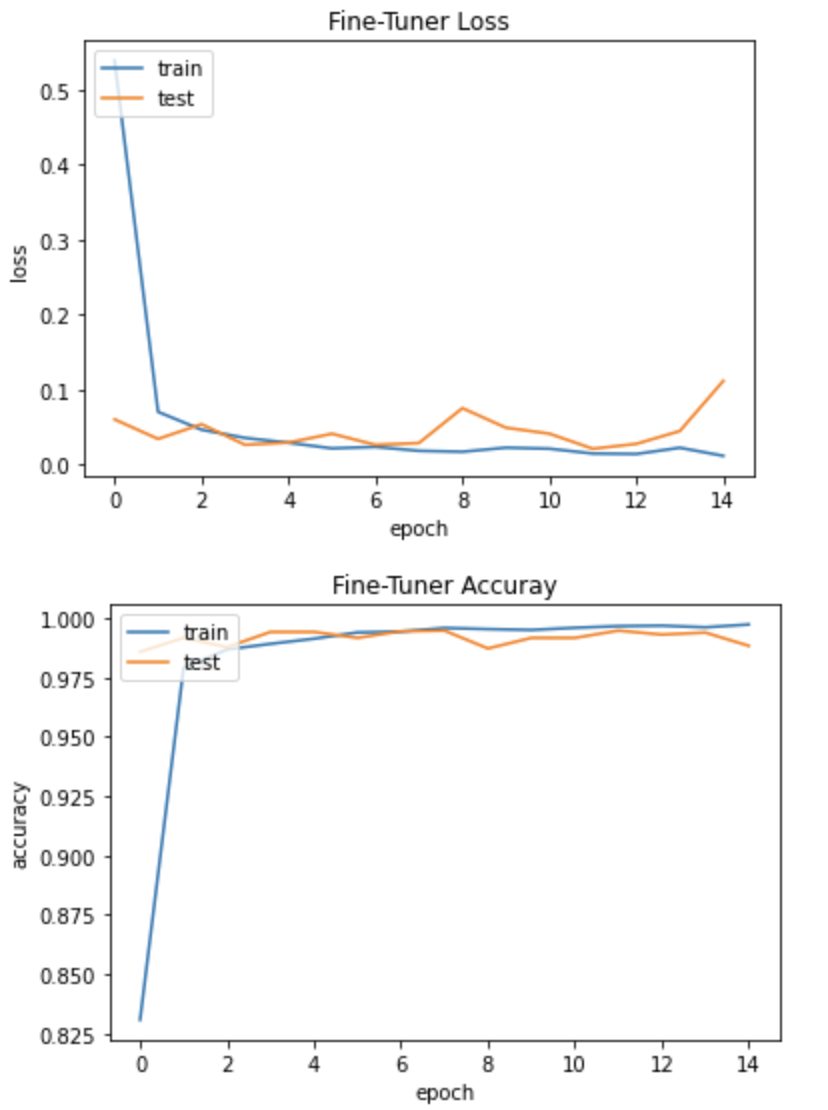 Fine-Tuner Loss
train
test
0.5
0.4
0.3
0.2
0.1
0.0
loss
0 2 4 6 8 10 12 14
epoch
Fine-Tuner Accuray
train
test
1.000
0.975
0.950
0.925
0.900
0.875
0.850
0.825
accuracy
0 2 4 6 8 10 12 14
epoch